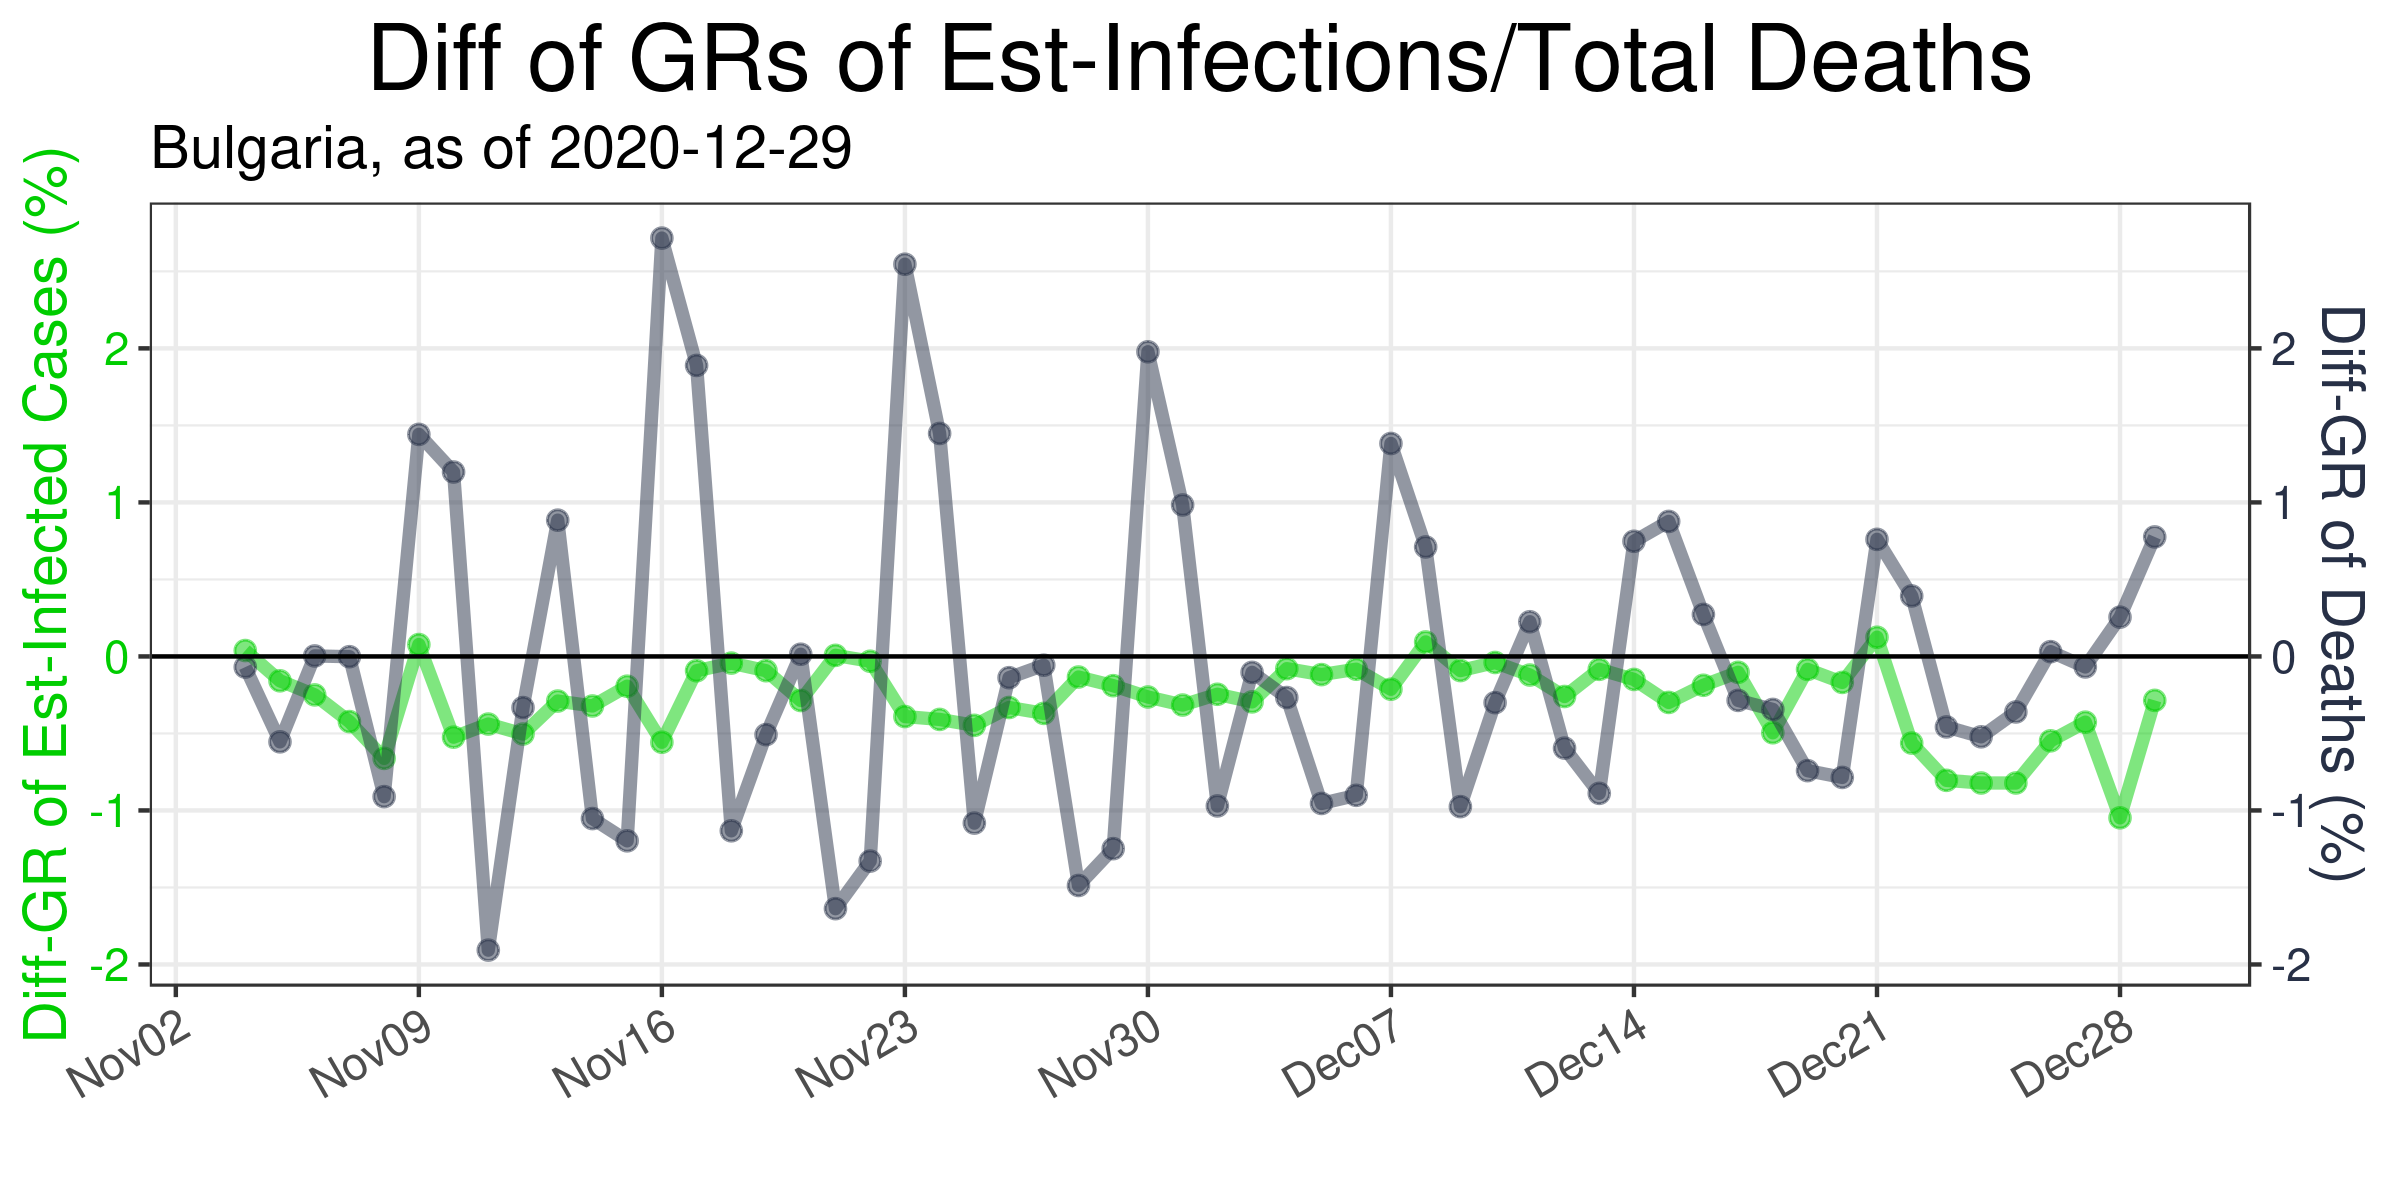 Diff of GRs of Est-Infections/Total Deaths
Bulgaria, as of 2020-12-29
Diff-GR of Est-Infected Cases (%)
2
1
0
-1
-2
2
1
0
-1
-2
Diff-GR of Deaths (%)
Nov02
Nov09
Nov16
Nov23
Nov30
Dec07
Dec14
Dec21
Dec28